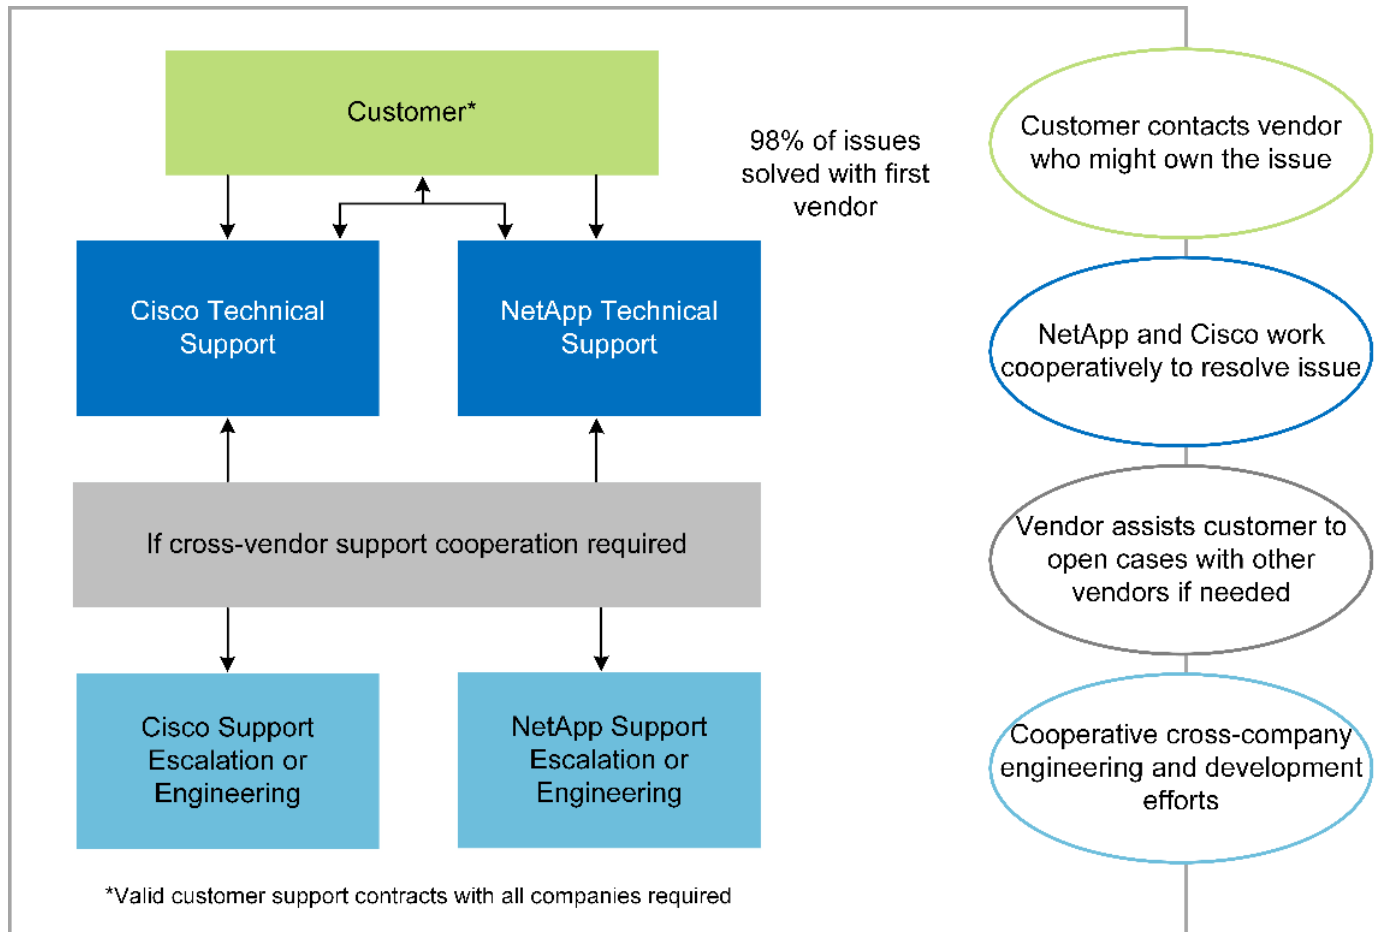 Customer*
98% of issues
solved with first
vendor
Cisco Technical
Support
NetApp Technical
Support
If cross-vendor support cooperation required
Cisco Support
Escalation or
Engineering
NetApp Support
Escalation or
Engineering
*Valid customer support contracts with all companies required
Customer contacts vendor
who might own the issue
NetApp and Cisco work
cooperatively to resolve issue
Vendor assists customer to
open cases with other
vendors if needed
Cooperative cross-company
engineering and development
efforts